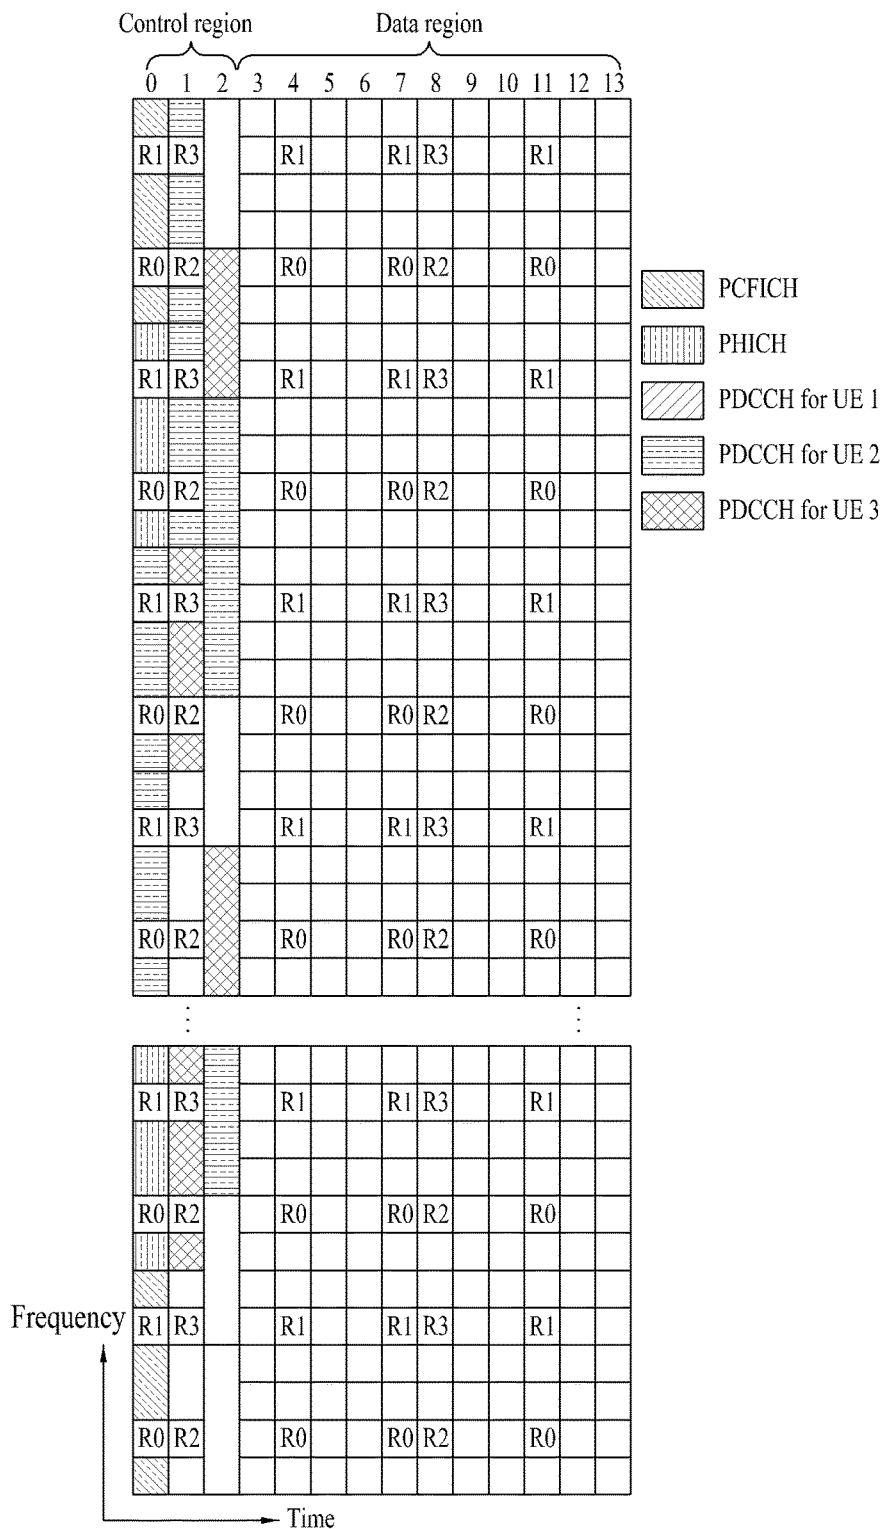 Control region Data region
0 1 2 3 4 5 6 7 8 9 10 11 12 13
R1 R3 R1 R1 R3 R1
R0 R2 R0 R0 R2 R0
PCFICH
PHICH
R1 R3 R1 R1 R3 R1
PDCCH for UE 1
PDCCH for UE 2
R0 R2 R0 R0 R2 R0
PDCCH for UE 3
R1 R3 R1 R1 R3 R1
R0 R2 R0 R0 R2 R0
R1 R3 R1 R1 R3 R1
R0 R2 R0 R0 R2 R0
R1 R3 R1 R1 R3 R1
R0 R2 R0 R0 R2 R0
Frequency
R1 R3 R1 R1 R3 R1
R0 R2 R0 R0 R2 R0
Time